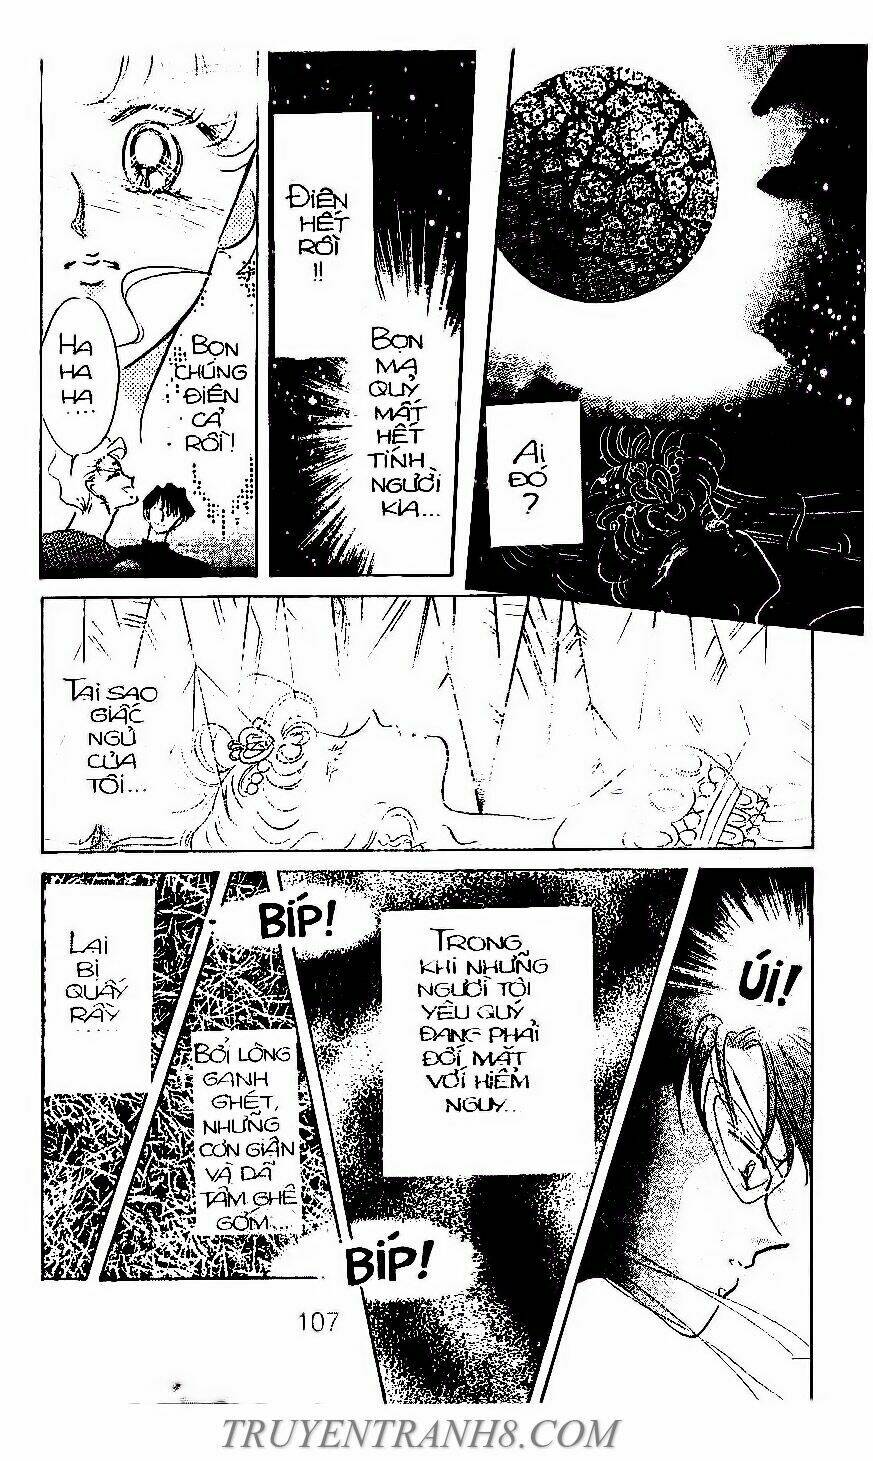 ĐIÊN
HẾT
RỒI
!!
BỌN
MA
QUỶ
MẤT
HẾT
TÍNH
NGƯỜI
KIA...
BỌN
CHÚNG
ĐIÊN
CẢ
RỒI!
HA
HA
HA
....
AI
ĐÓ
?
TẠI SAO
GIẤC
NGỦ
CỦA
TÔI...
LẠI
BỊ
QUẤY
RẦY
.....
BỞI LÒNG
GANH
GHÉT,
NHỮNG
CƠN GIẬN
VÀ DÃ
TÂM GHÊ
GỚM...
BÍP!
TRONG
KHI NHỮNG
NGƯỜI TÔI
YÊU QUÝ
ĐANG PHẢI
ĐỐI MẶT
VỚI HIỂM
NGUY..
BÍP!
ÚI!
107
TRUYENTRANH8.COM